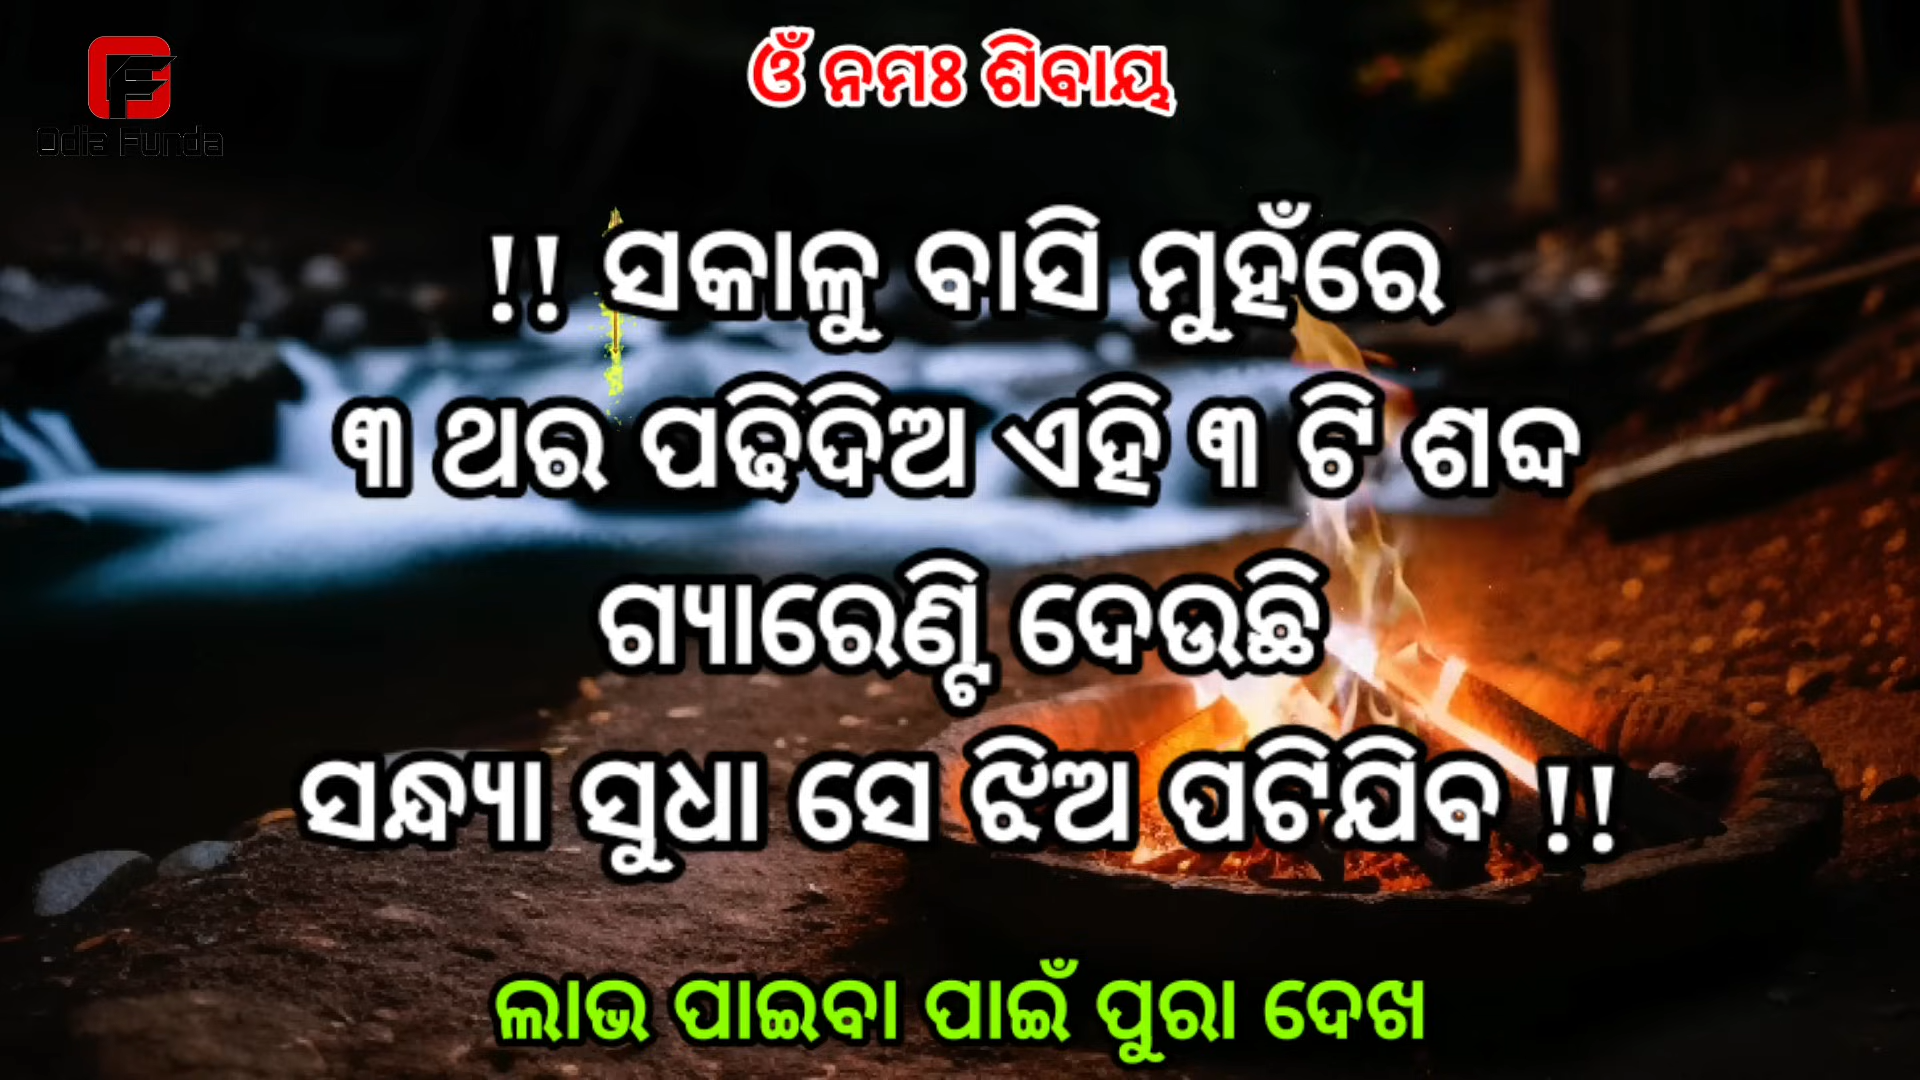 ଓଁ ନମଃ ଶିବାୟ
Odia Funda
!! ସକାଳୁ ବାସି ମୁହଁରେ
୩ ଥର ପଢିଦିଅ ଏହି ୩ ଟି ଶବ୍ଦ
ଗ୍ୟାରେଣ୍ଟି ଦେଉଛି
ସନ୍ଧ୍ୟା ସୁଧା ସେ ଝିଅ ପଟିଯିବ !!
ଲାଭ ପାଇବା ପାଇଁ ପୁରା ଦେଖ